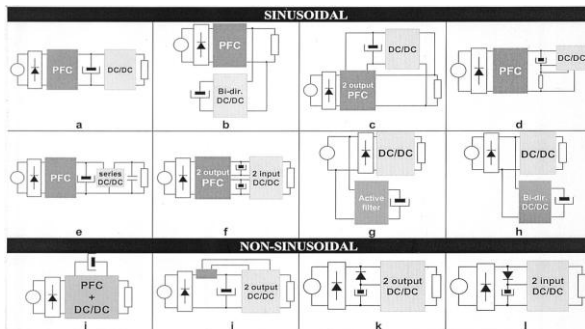 SINUSOIDAL
PFC
DC/DC
a
PFC
Bi-dir.
DC/DC
b
DC/DC
2 output
PFC
c
PFC
DC/DC
d
PFC
series
DC/DC
e
2 output
PFC
2 input
DC/DC
f
DC/DC
Active
filter
g
DC/DC
Bi-dir.
DC/DC
h
NON-SINUSOIDAL
PFC
+
DC/DC
i
2 output
DC/DC
j
2 output
DC/DC
k
2 input
DC/DC
l